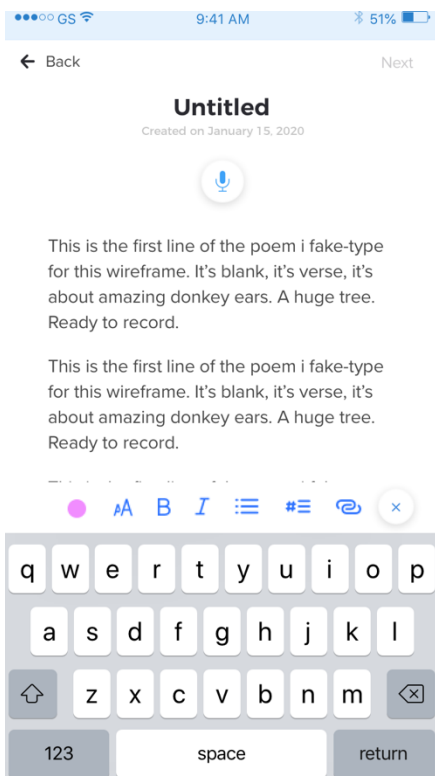 GS 9:41 AM 51%
Back Next
Untitled
Created on January 15, 2020
This is the first line of the poem i fake-type
for this wireframe. It’s blank, it’s verse, it’s
about amazing donkey ears. A huge tree.
Ready to record.
This is the first line of the poem i fake-type
for this wireframe. It’s blank, it’s verse, it’s
about amazing donkey ears. A huge tree.
Ready to record.
AA B I #
q w e r t y u i o p
a s d f g h j k l
z x c v b n m
123 space return